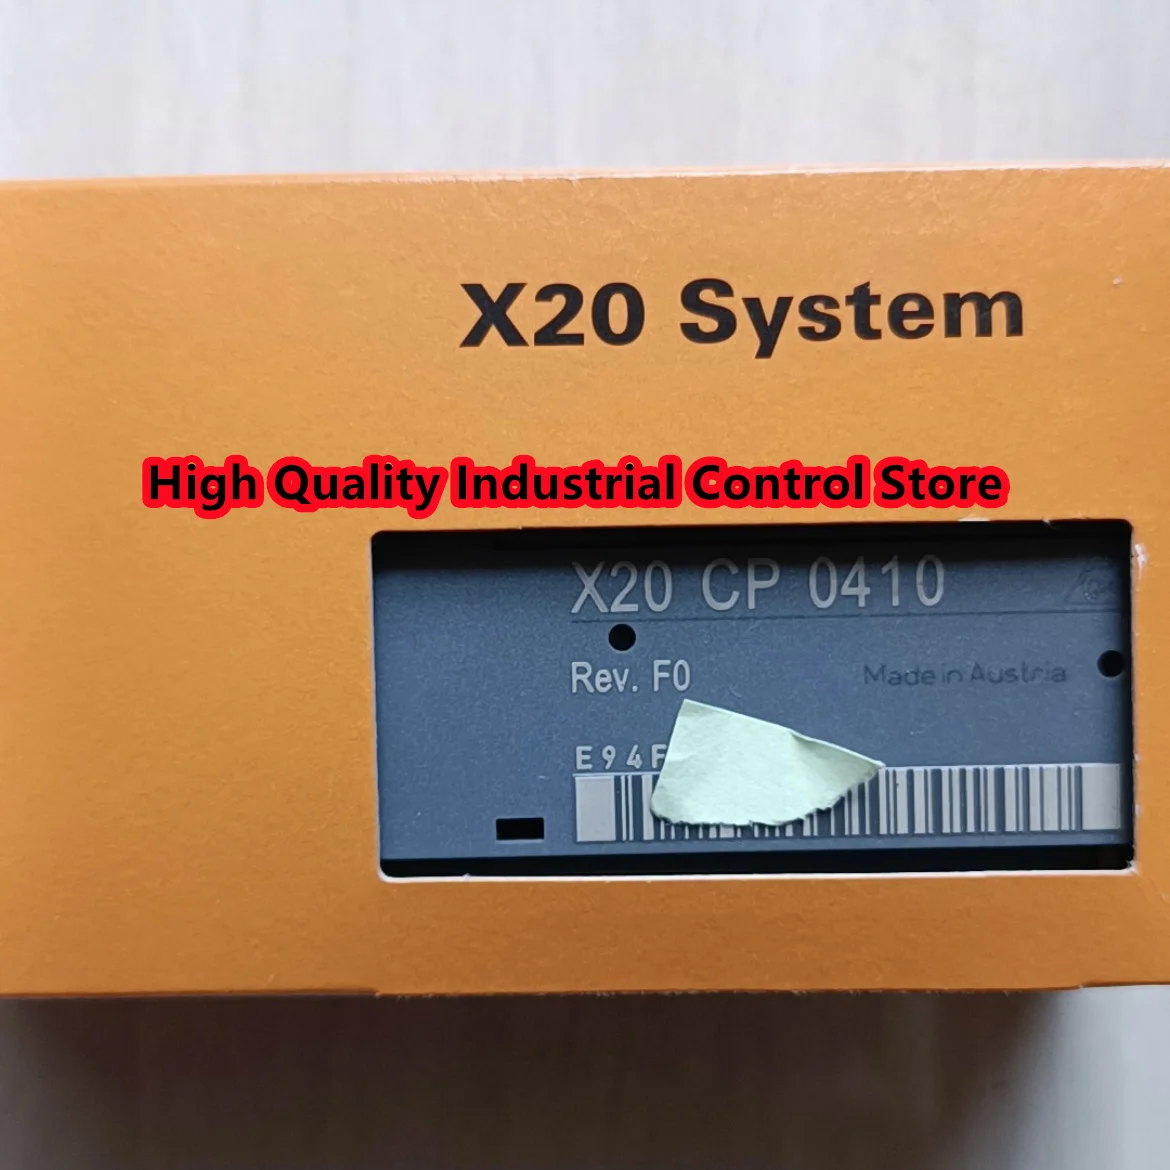 X20 System
High Quality Industrial Control Store
X20 CP 0410
Rev. F0
Made in Austria
E94F